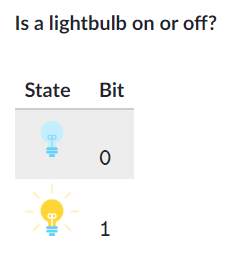 Is a lightbulb on or off?
State Bit
0
1